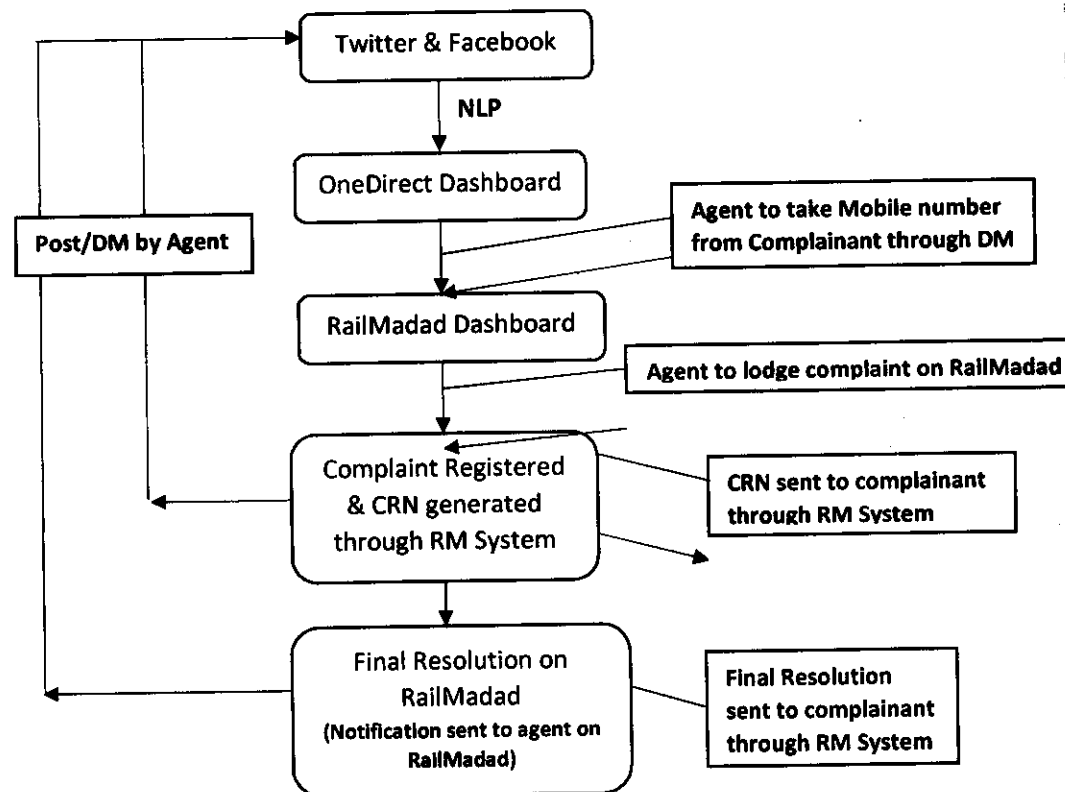 Twitter & Facebook
NLP
OneDirect Dashboard
Agent to take Mobile number
from Complainant through DM
Post/DM by Agent
RailMadad Dashboard
Agent to lodge complaint on RailMadad
Complaint Registered
& CRN generated
through RM System
CRN sent to complainant
through RM System
Final Resolution on
RailMadad
(Notification sent to agent on
RailMadad)
Final Resolution
sent to complainant
through RM System